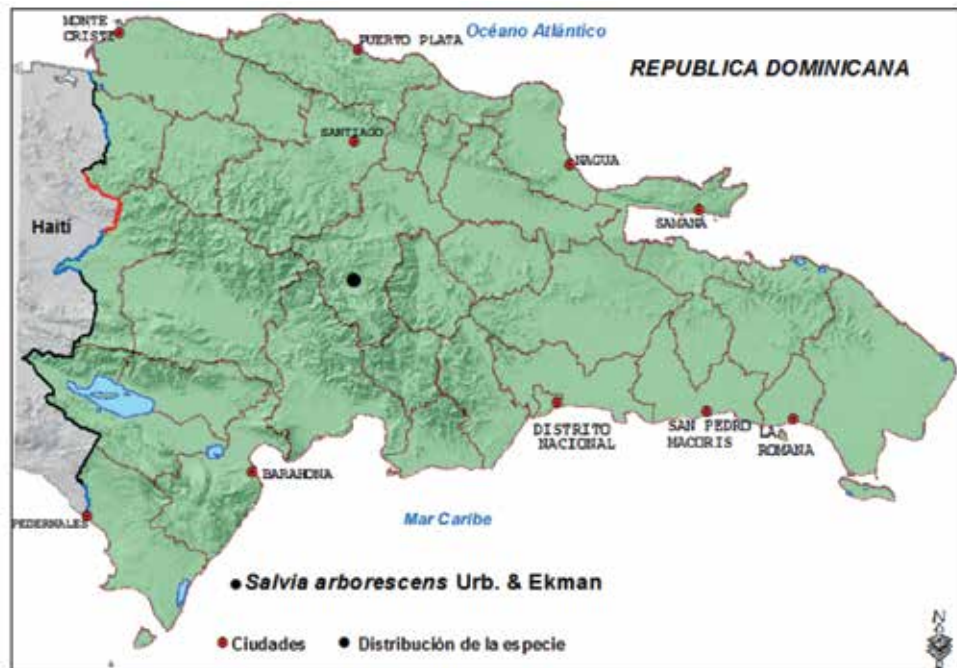 MONTE
CRISTI
PUERTO PLATA
Océano Atlántico
REPUBLICA DOMINICANA
SANTIAGO
NAGUA
SAMANÁ
Haití
DISTRITO
NACIONAL
SAN PEDRO
MACORIS
LA
ROMANA
BARAHONA
PEDERNALES
Mar Caribe
Salvia arborescens Urb. & Ekman
Ciudades
Distribución de la especie
N